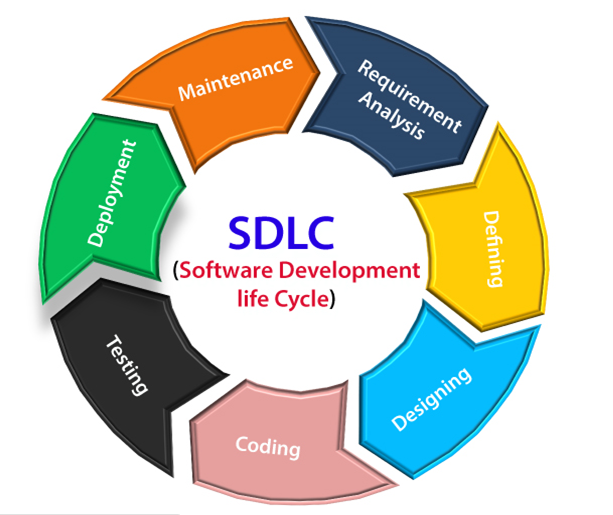 SDLC
(Software Development
life Cycle)
Requirement
Analysis
Defining
Designing
Coding
Testing
Deployment
Maintenance